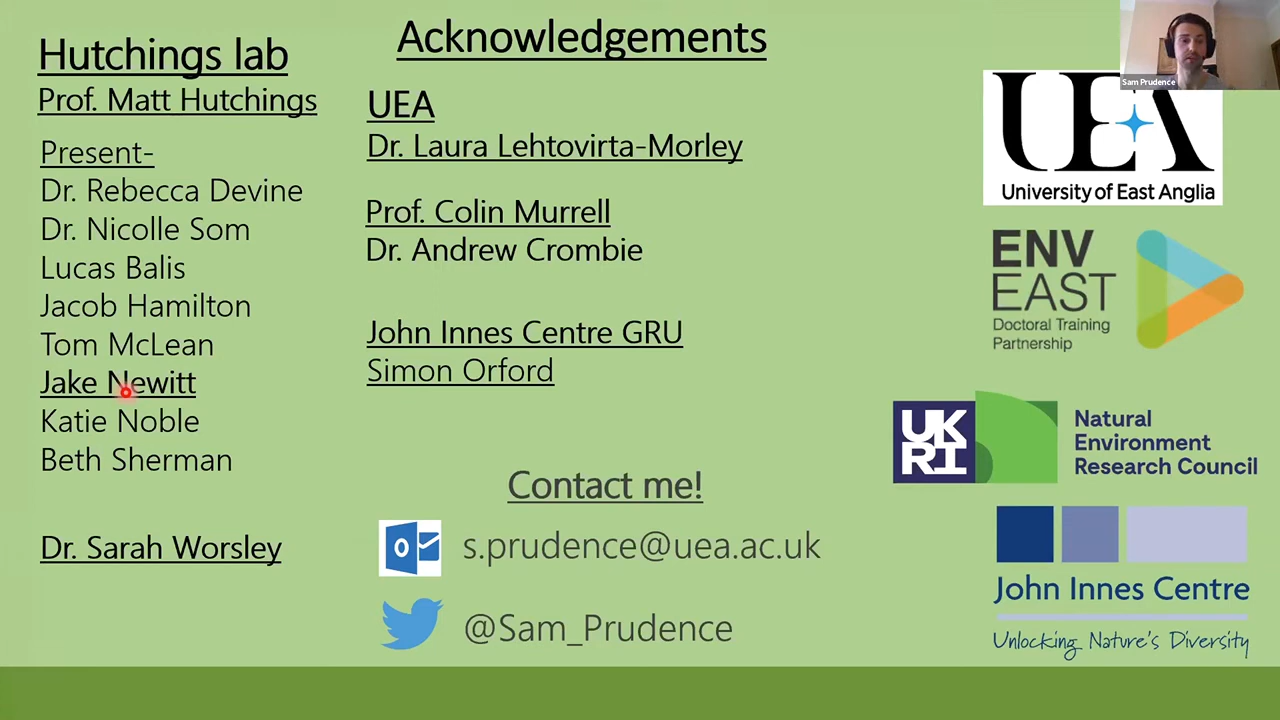 Acknowledgements
Hutchings lab
Prof. Matt Hutchings
Present-
Dr. Rebecca Devine
Dr. Nicolle Som
Lucas Balis
Jacob Hamilton
Tom McLean
Jake Newitt
Katie Noble
Beth Sherman
Dr. Sarah Worsley
UEA
Dr. Laura Lehtovirta-Morley
Prof. Colin Murrell
Dr. Andrew Crombie
John Innes Centre GRU
Simon Orford
Contact me!
s.prudence@uea.ac.uk
@Sam_Prudence
Sam Prudence
UEA
University of East Anglia
ENV
EAST
Doctoral Training
Partnership
UK
RI
Natural
Environment
Research Council
John Innes Centre
Unlocking Nature's Diversity